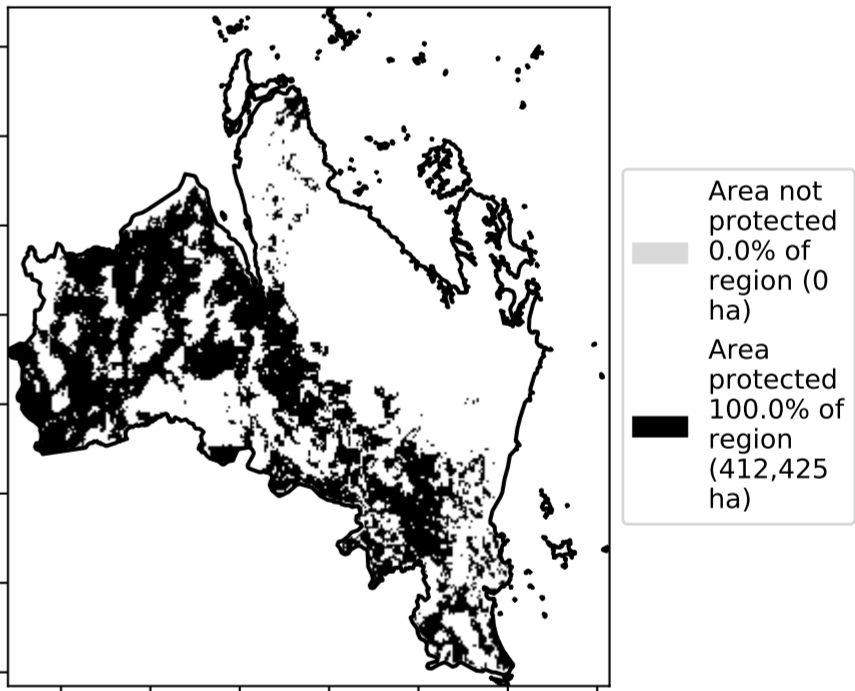 Area not
protected
0.0% of
region (0
ha)
Area
protected
100.0% of
region
(412,425
ha)